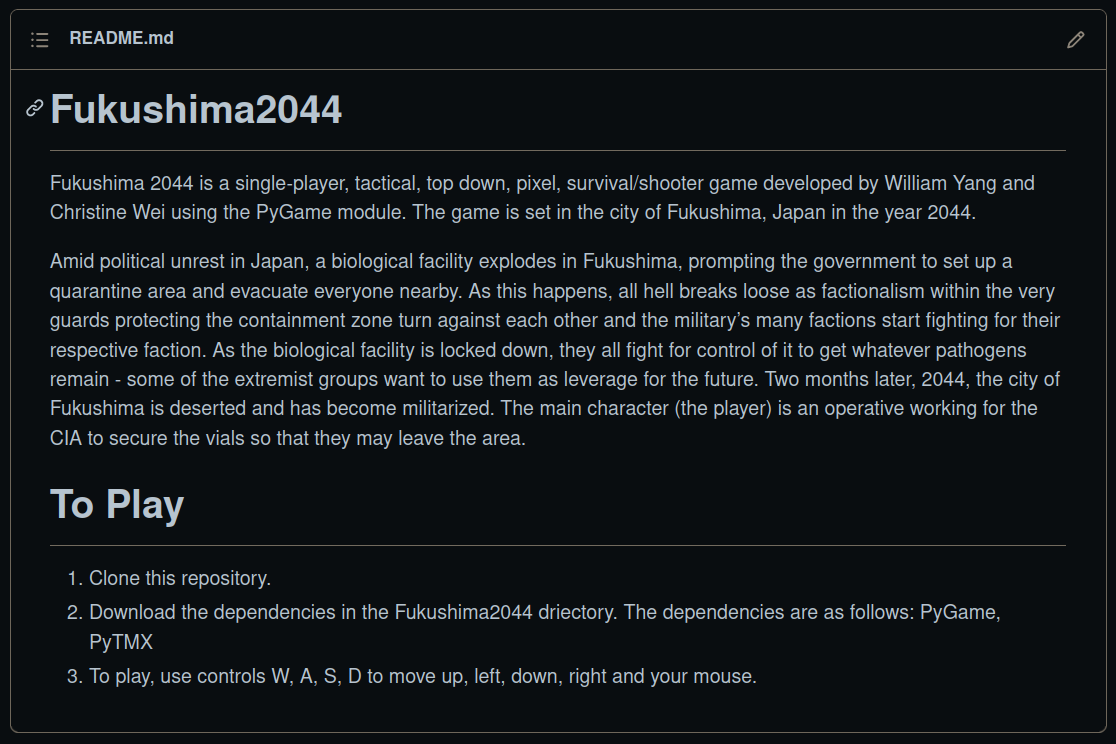 README.md
Fukushima2044
Fukushima 2044 is a single-player, tactical, top down, pixel, survival/shooter game developed by William Yang and
Christine Wei using the PyGame module. The game is set in the city of Fukushima, Japan in the year 2044.
Amid political unrest in Japan, a biological facility explodes in Fukushima, prompting the government to set up a
quarantine area and evacuate everyone nearby. As this happens, all hell breaks loose as factionalism within the very
guards protecting the containment zone turn against each other and the military’s many factions start fighting for their
respective faction. As the biological facility is locked down, they all fight for control of it to get whatever pathogens
remain - some of the extremist groups want to use them as leverage for the future. Two months later, 2044, the city of
Fukushima is deserted and has become militarized. The main character (the player) is an operative working for the
CIA to secure the vials so that they may leave the area.
To Play
1. Clone this repository.
2. Download the dependencies in the Fukushima2044 driectory. The dependencies are as follows: PyGame,
PyTMX
3. To play, use controls W, A, S, D to move up, left, down, right and your mouse.